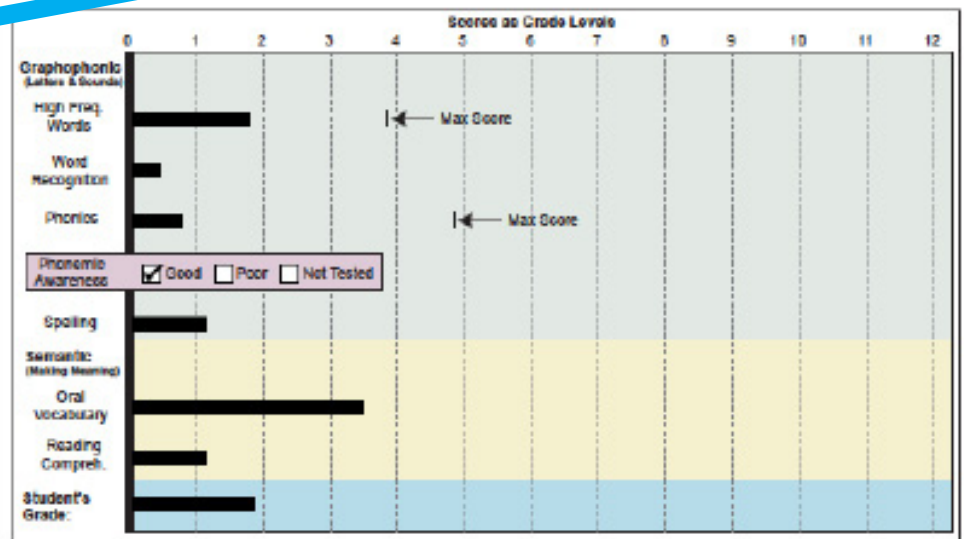 Scores as Grade Levels
0 1 2 3 4 5 6 7 8 9 10 11 12
Graphophonic
(Letters & Sounds)
High Freq.
Words
Max Score
Word
Recognition
Phonics
Max Score
Phonemic
Awareness
Good Poor Not Tested
Spelling
Semantic
(Making Meaning)
Oral
Vocabulary
Reading
Compreh.
Student's
Grade: